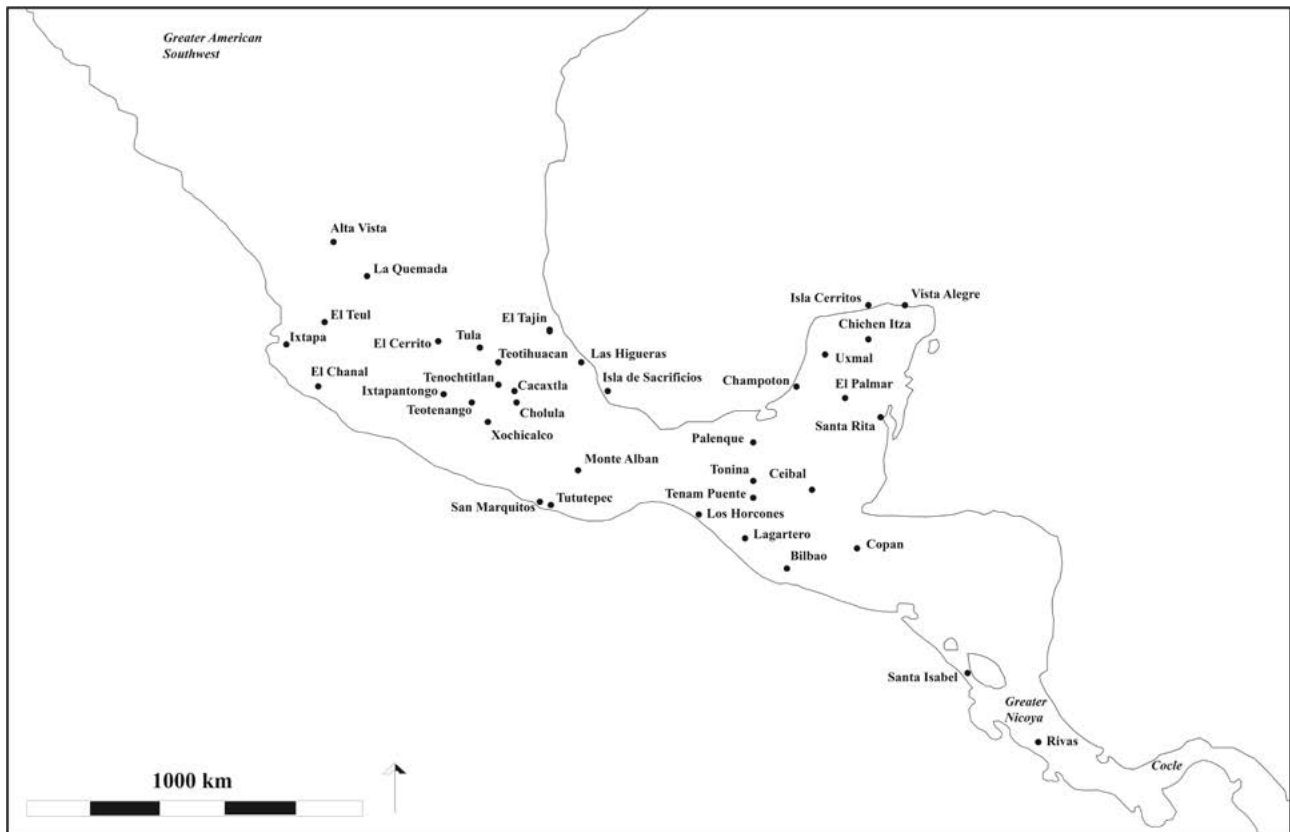 Greater American
Southwest
Alta Vista
La Quemada
Isla Cerritos
Vista Alegre
El Teul
El Tajin
Chichen Itza
Ixtapa
El Cerrito
Tula
Teotihuacan
Las Higueras
Uxmal
El Chanal
Tenochtitlan
Cacaxtla
Isla de Sacrificios
Champoton
El Palmar
Ixtapantongo
Teotenango
Cholula
Santa Rita
Xochicalco
Palenque
Monte Alban
Tonina
Ceibal
Tenam Puente
San Marquitos
Tututepec
Los Horcones
Lagartero
Copan
Bilbao
Santa Isabel
Greater
Nicoya
Rivas
Cocle
1000 km